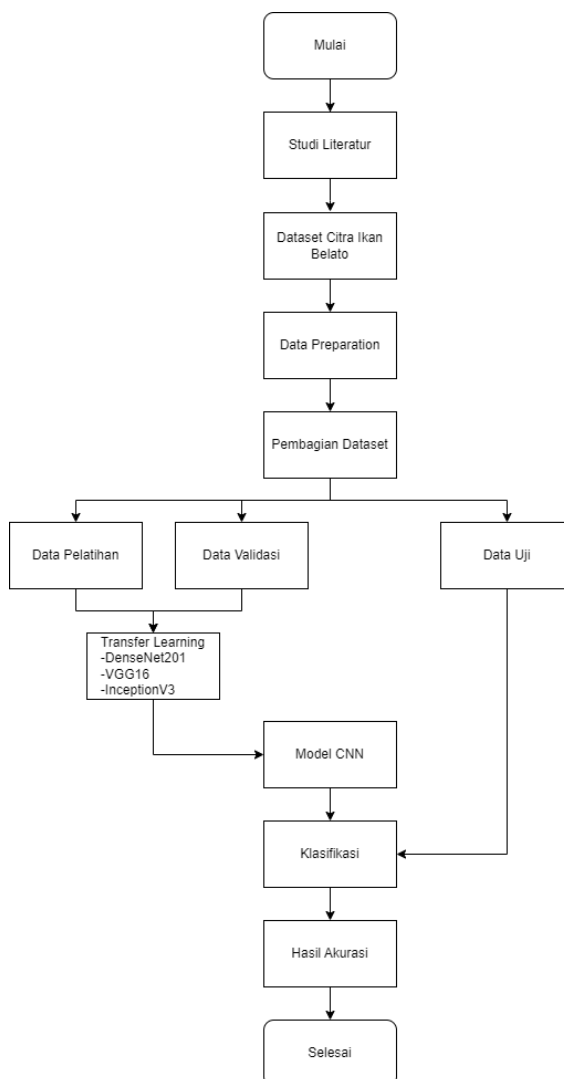 Mulai
Studi Literatur
Dataset Citra Ikan
Belato
Data Preparation
Pembagian Dataset
Data Pelatihan
Data Validasi
Data Uji
Transfer Learning
-DenseNet201
-VGG16
-InceptionV3
Model CNN
Klasifikasi
Hasil Akurasi
Selesai